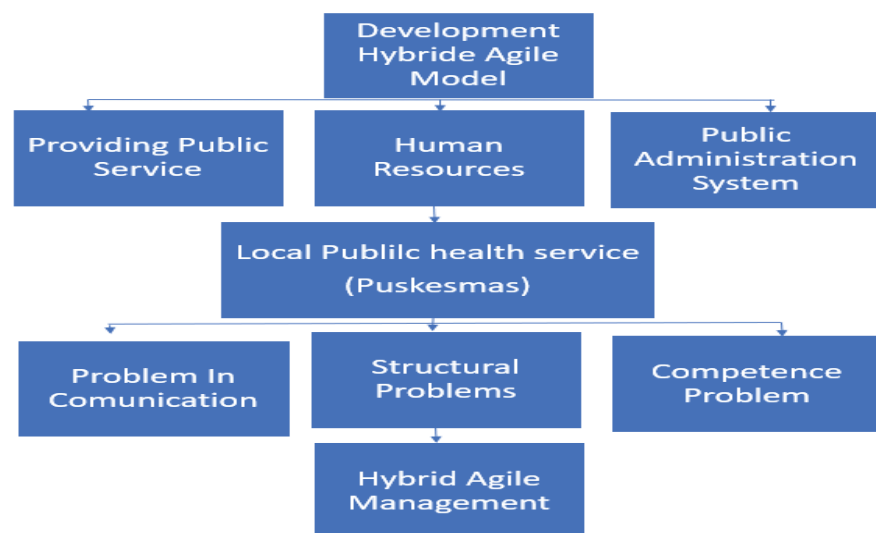 Development
Hybride Agile
Model
Providing Public
Service
Human
Resources
Public
Administration
System
Local Publilc health service
(Puskesmas)
Problem In
Comunication
Structural
Problems
Competence
Problem
Hybrid Agile
Management